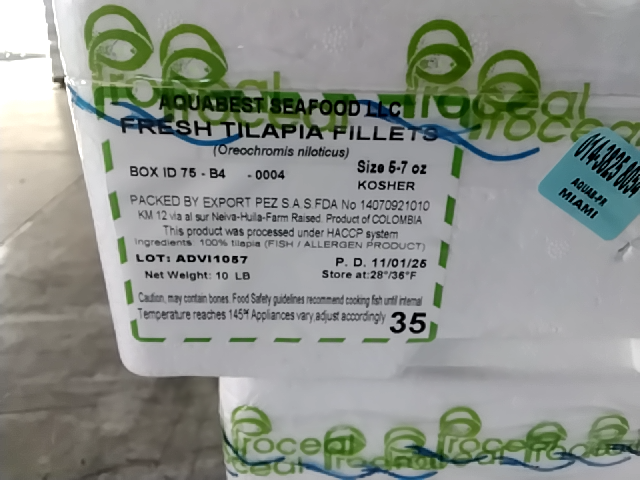 Proceal Proceal
Proceal
AQUABEST SEAFOOD LLC
FRESH TILAPIA FILLETS
(Oreochromis niloticus)
BOX ID 75 - B4 - 0004
Size 5-7 oz
KOSHER
PACKED BY EXPORT PEZ S.A.S FDA No 14070921010
KM 12 via al sur Neiva-Huila-Farm Raised. Product of COLOMBIA
This product was processed under HACCP system
Ingredients 100% tilapia (FISH / ALLERGEN PRODUCT)
LOT: ADVI1057
P. D. 11/01/25
Net Weight: 10 LB
Store at:28°/36°F
Caution, may contain bones. Food Safety guidelines recommend cooking fish until internal
Temperature reaches 145°F Appliances vary,adjust accordingly
35
MIAMI
Proceal